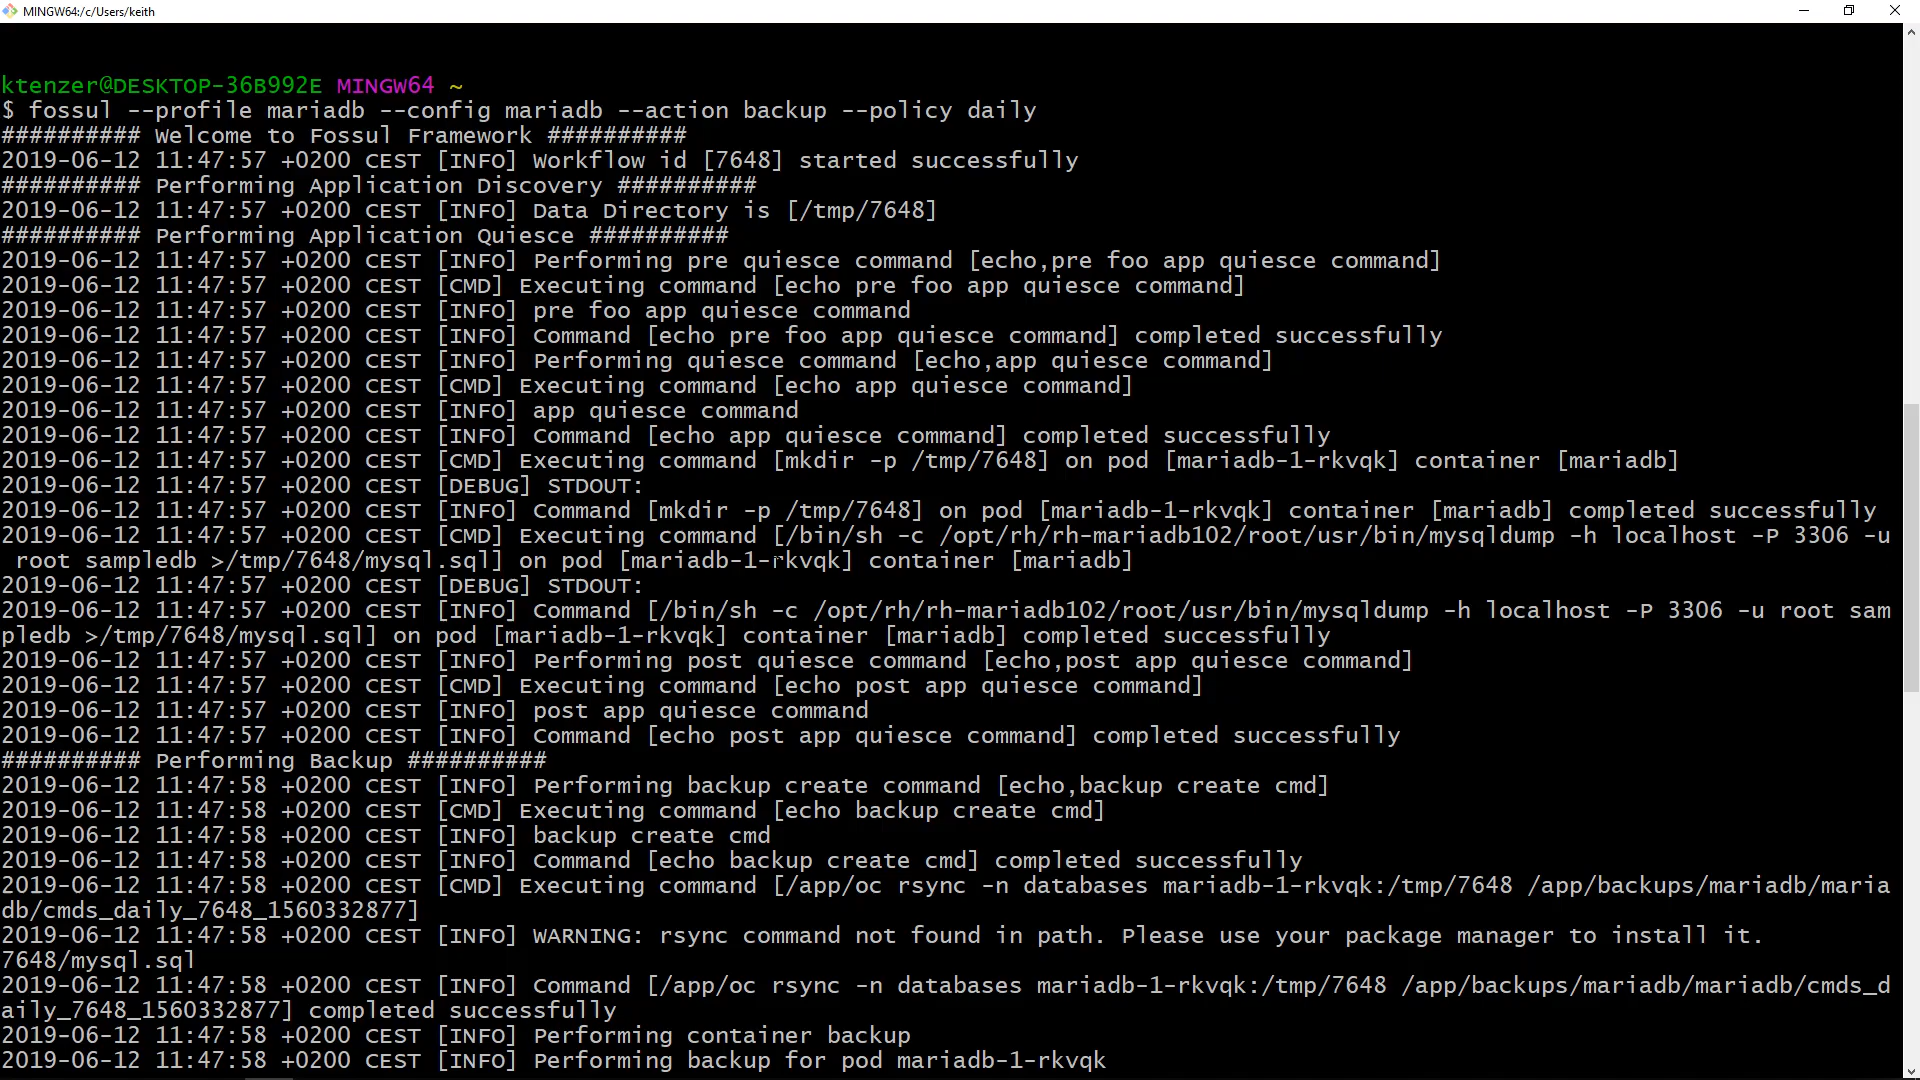 MINGW64:/c/Users/keith
ktenzer@DESKTOP-36B992E MINGW64 ~
$ fossul --profile mariadb --config mariadb --action backup --policy daily
########## Welcome to Fossul Framework ##########
2019-06-12 11:47:57 +0200 CEST [INFO] Workflow id [7648] started successfully
########## Performing Application Discovery ##########
2019-06-12 11:47:57 +0200 CEST [INFO] Data Directory is [/tmp/7648]
########## Performing Application Quiesce ##########
2019-06-12 11:47:57 +0200 CEST [INFO] Performing pre quiesce command [echo,pre foo app quiesce command]
2019-06-12 11:47:57 +0200 CEST [CMD] Executing command [echo pre foo app quiesce command]
2019-06-12 11:47:57 +0200 CEST [INFO] pre foo app quiesce command
2019-06-12 11:47:57 +0200 CEST [INFO] Command [echo pre foo app quiesce command] completed successfully
2019-06-12 11:47:57 +0200 CEST [INFO] Performing quiesce command [echo,app quiesce command]
2019-06-12 11:47:57 +0200 CEST [CMD] Executing command [echo app quiesce command]
2019-06-12 11:47:57 +0200 CEST [INFO] app quiesce command
2019-06-12 11:47:57 +0200 CEST [INFO] Command [echo app quiesce command] completed successfully
2019-06-12 11:47:57 +0200 CEST [CMD] Executing command [mkdir -p /tmp/7648] on pod [mariadb-1-rkvqk] container [mariadb]
2019-06-12 11:47:57 +0200 CEST [DEBUG] STDOUT:
2019-06-12 11:47:57 +0200 CEST [INFO] Command [mkdir -p /tmp/7648] on pod [mariadb-1-rkvqk] container [mariadb] completed successfully
2019-06-12 11:47:57 +0200 CEST [CMD] Executing command [/bin/sh -c /opt/rh/rh-mariadb102/root/usr/bin/mysqldump -h localhost -P 3306 -u
 root sampledb >/tmp/7648/mysql.sql] on pod [mariadb-1-rkvqk] container [mariadb]
2019-06-12 11:47:57 +0200 CEST [DEBUG] STDOUT:
2019-06-12 11:47:57 +0200 CEST [INFO] Command [/bin/sh -c /opt/rh/rh-mariadb102/root/usr/bin/mysqldump -h localhost -P 3306 -u root sam
pledb >/tmp/7648/mysql.sql] on pod [mariadb-1-rkvqk] container [mariadb] completed successfully
2019-06-12 11:47:57 +0200 CEST [INFO] Performing post quiesce command [echo,post app quiesce command]
2019-06-12 11:47:57 +0200 CEST [CMD] Executing command [echo post app quiesce command]
2019-06-12 11:47:57 +0200 CEST [INFO] post app quiesce command
2019-06-12 11:47:57 +0200 CEST [INFO] Command [echo post app quiesce command] completed successfully
########## Performing Backup ##########
2019-06-12 11:47:58 +0200 CEST [INFO] Performing backup create command [echo,backup create cmd]
2019-06-12 11:47:58 +0200 CEST [CMD] Executing command [echo backup create cmd]
2019-06-12 11:47:58 +0200 CEST [INFO] backup create cmd
2019-06-12 11:47:58 +0200 CEST [INFO] Command [echo backup create cmd] completed successfully
2019-06-12 11:47:58 +0200 CEST [CMD] Executing command [/app/oc rsync -n databases mariadb-1-rkvqk:/tmp/7648 /app/backups/mariadb/maria
db/cmds_daily_7648_1560332877]
2019-06-12 11:47:58 +0200 CEST [INFO] WARNING: rsync command not found in path. Please use your package manager to install it.
7648/mysql.sql
2019-06-12 11:47:58 +0200 CEST [INFO] Command [/app/oc rsync -n databases mariadb-1-rkvqk:/tmp/7648 /app/backups/mariadb/mariadb/cmds_d
aily_7648_1560332877] completed successfully
2019-06-12 11:47:58 +0200 CEST [INFO] Performing container backup
2019-06-12 11:47:58 +0200 CEST [INFO] Performing backup for pod mariadb-1-rkvqk